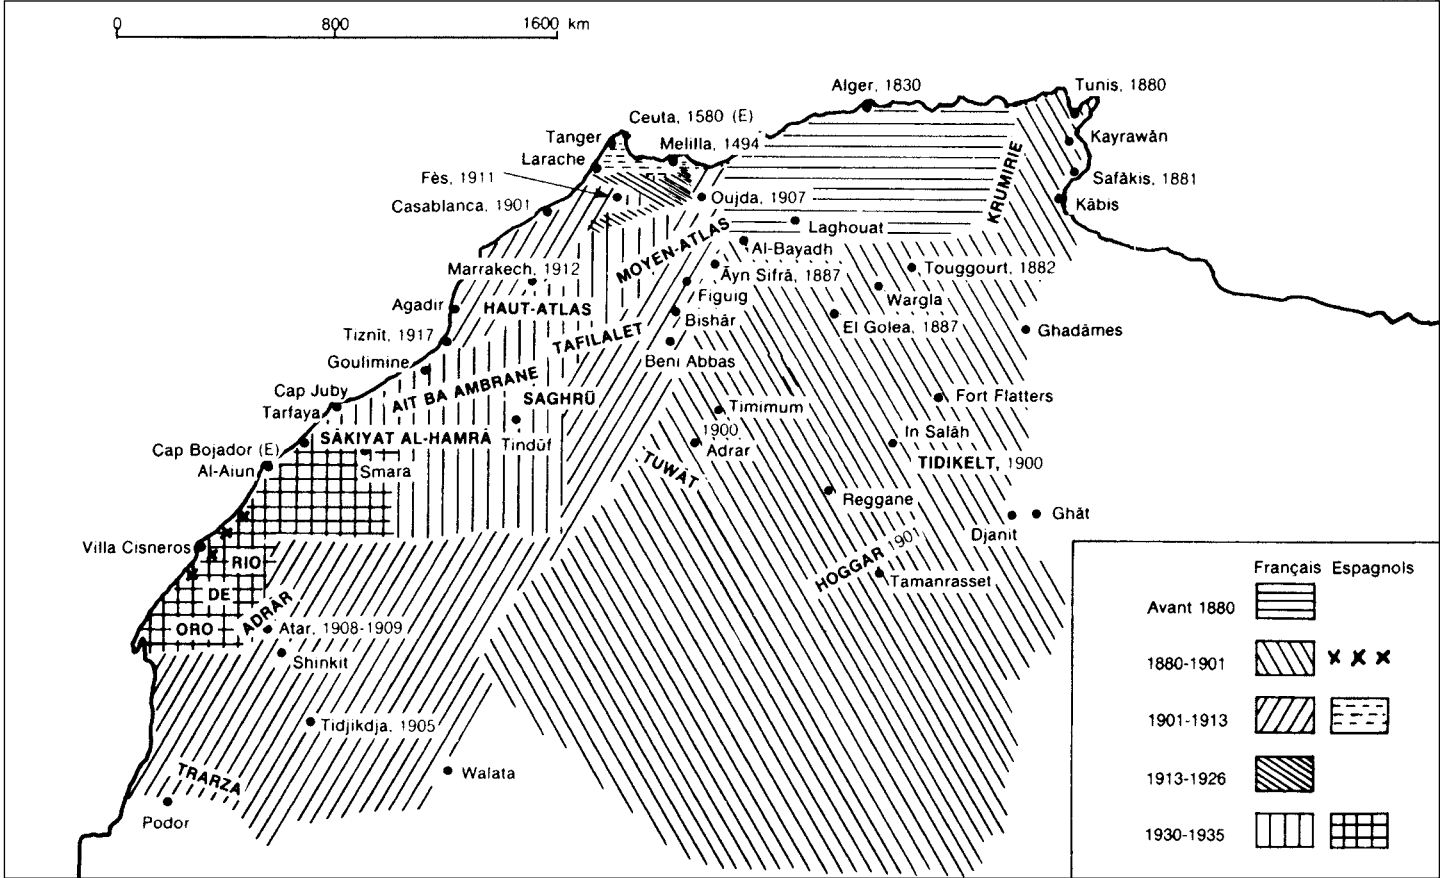 0 800 1600 km
Alger, 1830
Tunis, 1880
Ceuta, 1580 (E)
Tanger
Melilla, 1494
Kayrawān
Larache
Fès, 1911
KRUMIRIE
Safākis, 1881
Casablanca, 1901
Oujda, 1907
Kābis
Laghouat
MOYEN-ATLAS
Al-Bayadh
Marrakech, 1912
Āyn Sifrā, 1887
Touggourt, 1882
Figuig
Wargla
Agadir
HAUT-ATLAS
Bishār
El Golea, 1887
Ghadāmes
Tiznīt, 1917
TAFILALET
Goulimine
Beni Abbas
Cap Juby
AIT BA AMBRANE
SAGHRŪ
Fort Flatters
Tarfaya
Timimum
1900
In Salāh
SĀKIYAT AL-HAMRĀ
Tindūf
Adrar
Cap Bojador (E)
Al-Aiun
Smara
TUWĀT
TIDIKELT, 1900
Reggane
Ghāt
Djanit
Villa Cisneros
RIO
HOGGAR 1901
Tamanrasset
DE
ADRĀR
ORO
Atar, 1908-1909
Shinkit
Tidjikdja, 1905
Walata
TRARZA
Podor
Français Espagnols
Avant 1880
1880-1901
1901-1913
1913-1926
1930-1935